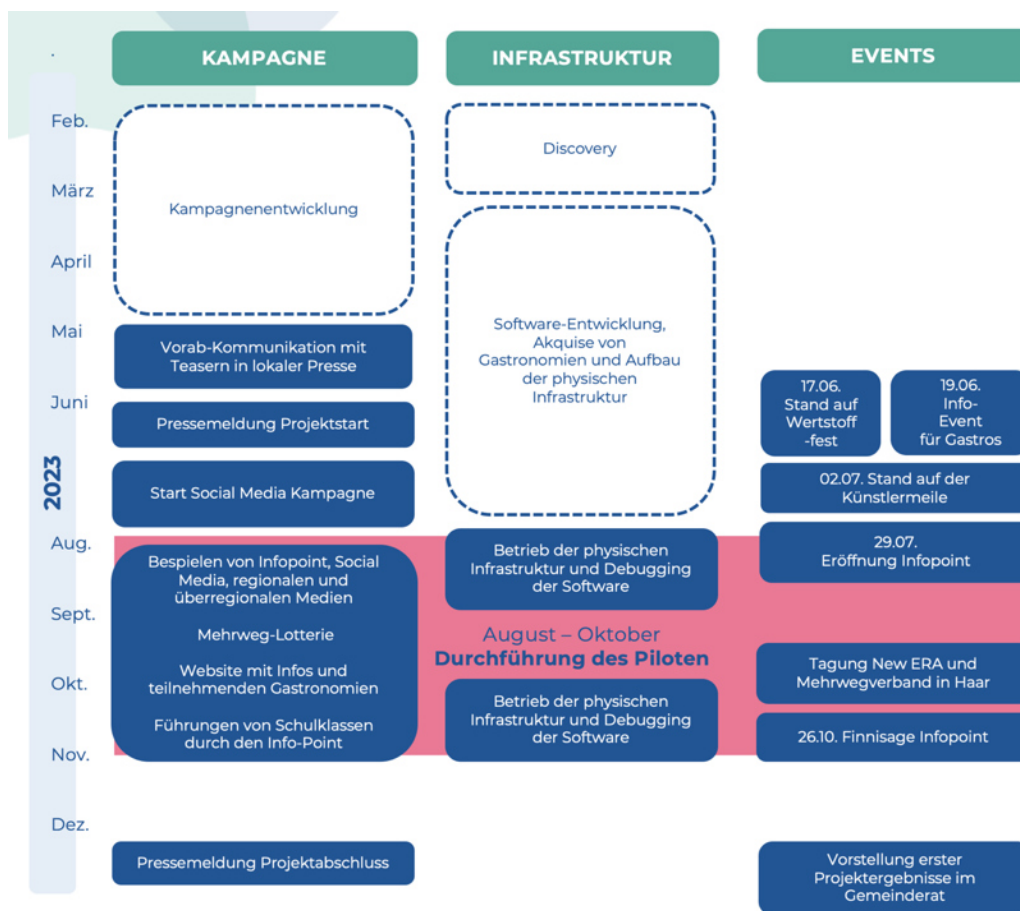 KAMPAGNE
INFRASTRUKTUR
EVENTS
.
Feb.
März
April
Mai
Juni
2023
Aug.
Sept.
Okt.
Nov.
Dez.
Kampagnenentwicklung
Vorab-Kommunikation mit
Teasern in lokaler Presse
Pressemeldung Projektstart
Start Social Media Kampagne
Bespielen von Infopoint, Social
Media, regionalen und
überregionalen Medien
Mehrweg-Lotterie
Website mit Infos und
teilnehmenden Gastronomien
Führungen von Schulklassen
durch den Info-Point
Pressemeldung Projektabschluss
Discovery
Software-Entwicklung,
Akquise von
Gastronomien und Aufbau
der physischen
Infrastruktur
Betrieb der physischen
Infrastruktur und Debugging
der Software
August – Oktober
Durchführung des Piloten
Betrieb der physischen
Infrastruktur und Debugging
der Software
17.06.
Stand auf
Wertstoff
-fest
19.06.
Info-
Event
für Gastros
02.07. Stand auf der
Künstlermeile
29.07.
Eröffnung Infopoint
Tagung New ERA und
Mehrwegverband in Haar
26.10. Finnisage Infopoint
Vorstellung erster
Projektergebnisse im
Gemeinderat